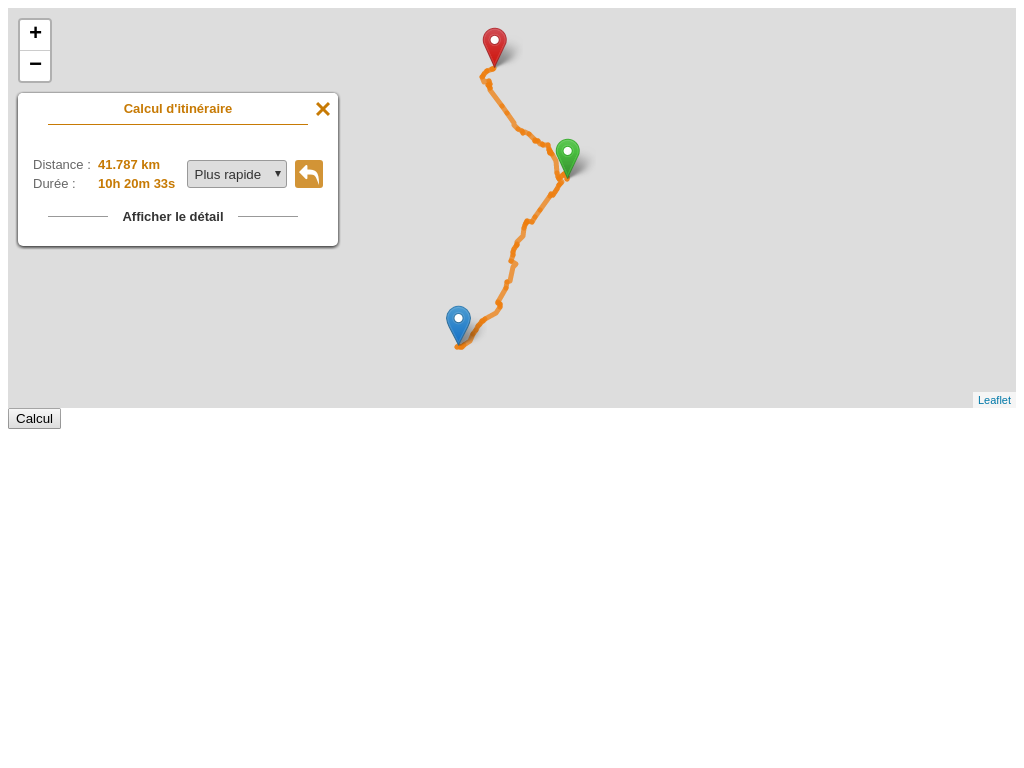 +
−
Calcul d'itinéraire
Distance : 41.787 km
Durée : 10h 20m 33s
Plus rapide
Afficher le détail
Leaflet
Calcul